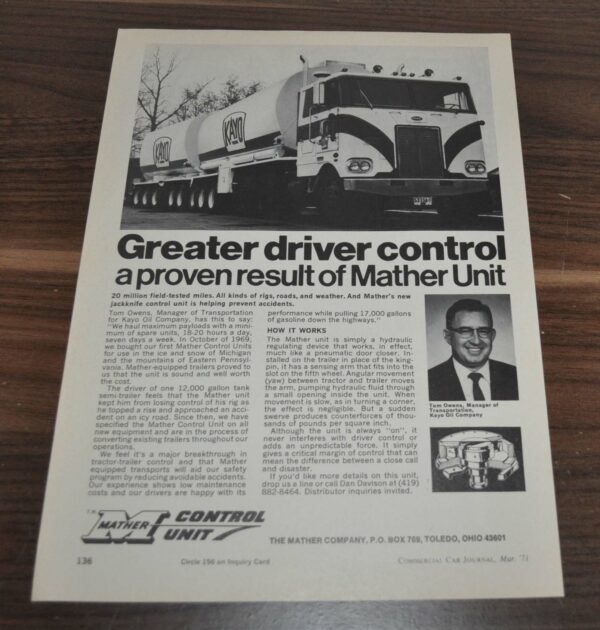 KAYO
KAYO
Greater driver control
a proven result of Mather Unit
20 million field-tested miles. All kinds of rigs, roads, and weather. And Mather's new
jackknife control unit is helping prevent accidents.
Tom Owens, Manager of Transportation
for Kayo Oil Company, has this to say:
"We haul maximum payloads with a mini-
mum of spare units, 18-20 hours a day,
seven days a week. In October of 1969,
we bought our first Mather Control Units
for use in the ice and snow of Michigan
and the mountains of Eastern Pennsyl-
vania. Mather-equipped trailers proved to
us that the unit is sound and well worth
the cost.
The driver of one 12,000 gallon tank
semi-trailer feels that the Mather unit
kept him from losing control of his rig as
he topped a rise and approached an acci-
dent on an icy road. Since then, we have
specified the Mather Control Unit on all
new equipment and are in the process of
converting existing trailers throughout our
operations.
We feel it's a major breakthrough in
tractor-trailer control and that Mather
equipped transports will aid our safety
program by reducing avoidable accidents.
Our experience shows low maintenance
costs and our drivers are happy with its
performance while pulling 17,000 gallons
of gasoline down the highways."
HOW IT WORKS
The Mather unit is simply a hydraulic
regulating device that works, in effect,
much like a pneumatic door closer. In-
stalled on the trailer in place of the king-
pin, it has a sensing arm that fits into the
slot on the fifth wheel. Angular movement
(yaw) between tractor and trailer moves
the arm, pumping hydraulic fluid through
a small opening inside the unit. When
movement is slow, as in turning a corner,
the effect is negligible. But a sudden
swerve produces counterforces of thou-
sands of pounds per square inch.
Although the unit is always "on", it
never interferes with driver control or
adds an unpredictable force. It simply
gives a critical margin of control that can
mean the difference between a close call
and disaster.
If you'd like more details on this unit,
drop us a line or call Dan Davison at (419)
882-8464. Distributor inquiries invited.
Tom Owens, Manager of
Transportation,
Kayo Oil Company
T.M.
M
MATHER
CONTROL
UNIT
THE MATHER COMPANY, P.O. BOX 769, TOLEDO, OHIO 43601
136
Circle 156 on Inquiry Card
COMMERCIAL CAR JOURNAL, Mar. '71